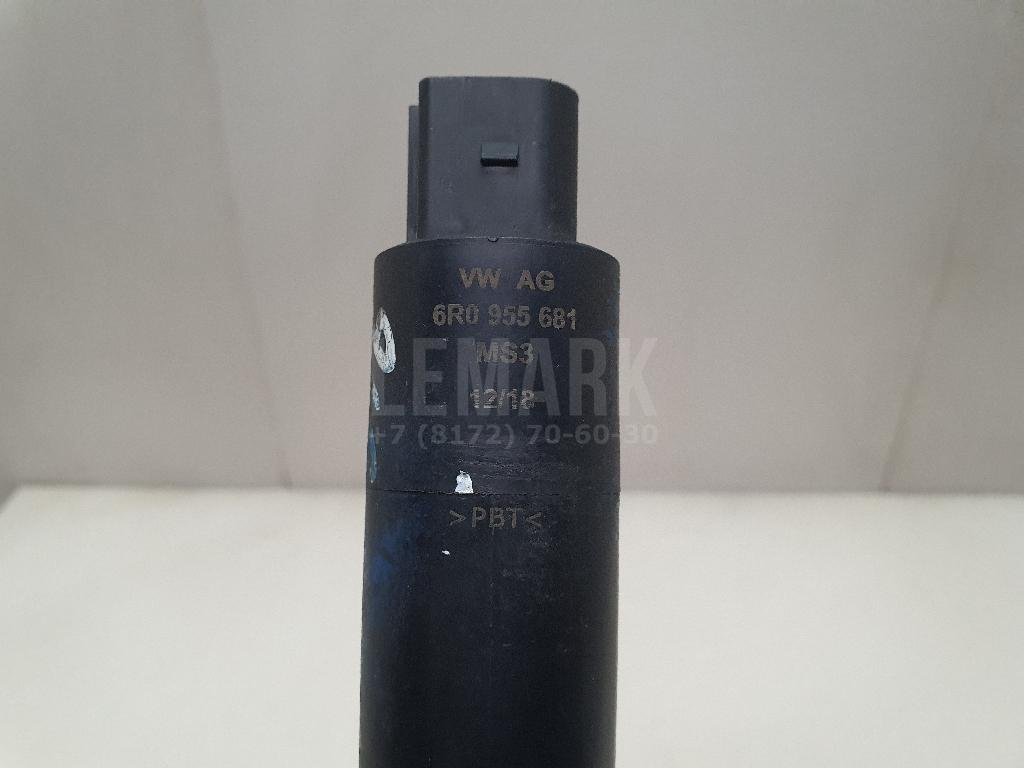 VW AG
6R0 955 681
MS3
LEMARK
12/18
+7 (8172) 70-60-30
>PBT<